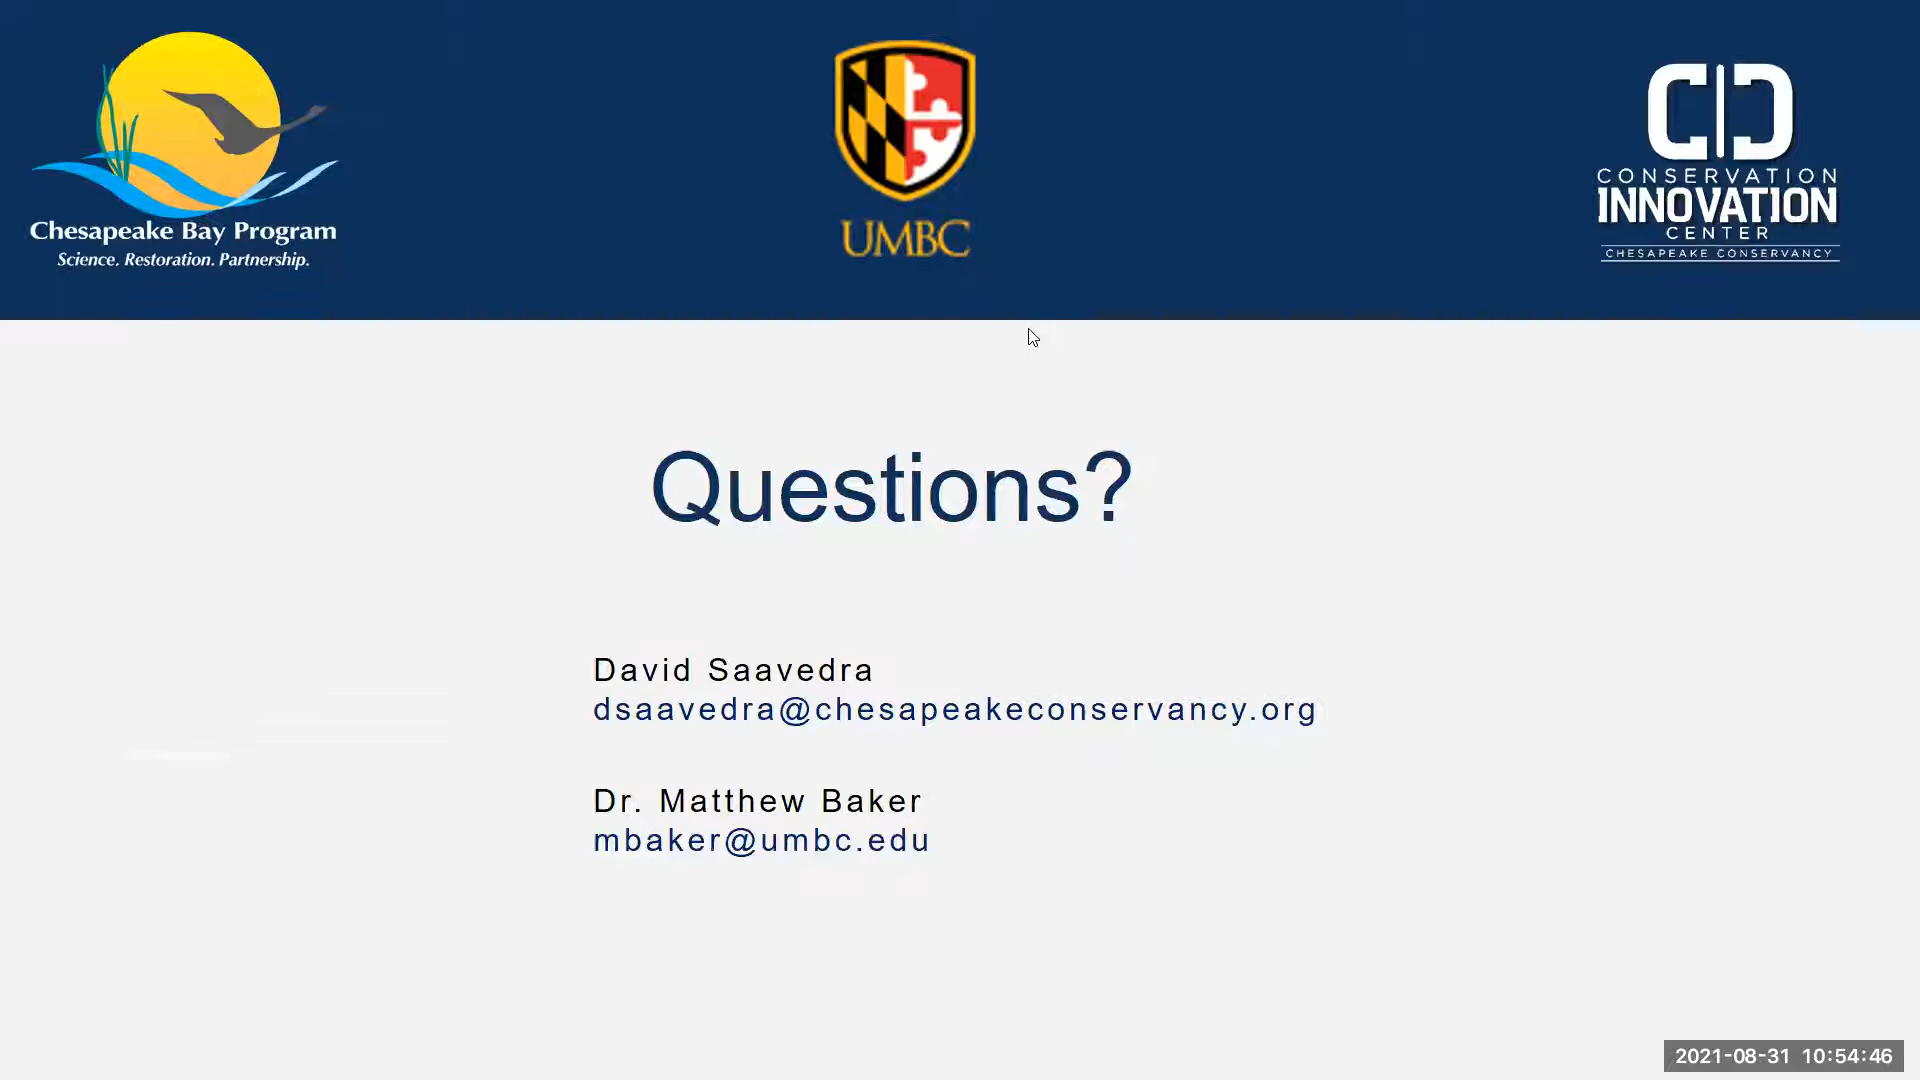 Chesapeake Bay Program
Science. Restoration. Partnership.
UMBC
CONSERVATION
INNOVATION
CENTER
CHESAPEAKE CONSERVANCY
Questions?
David Saavedra
dsaavedra@chesapeakeconservancy.org
Dr. Matthew Baker
mbaker@umbc.edu
2021-08-31 10:54:46